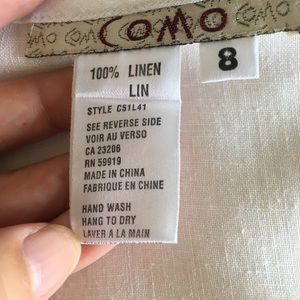 COMO
8
100% LINEN
LIN
STYLE C51L41
SEE REVERSE SIDE
VOIR AU VERSO
CA 23206
RN 59919
MADE IN CHINA
FABRIQUE EN CHINE
HAND WASH
HANG TO DRY
LAVER A LA MAIN